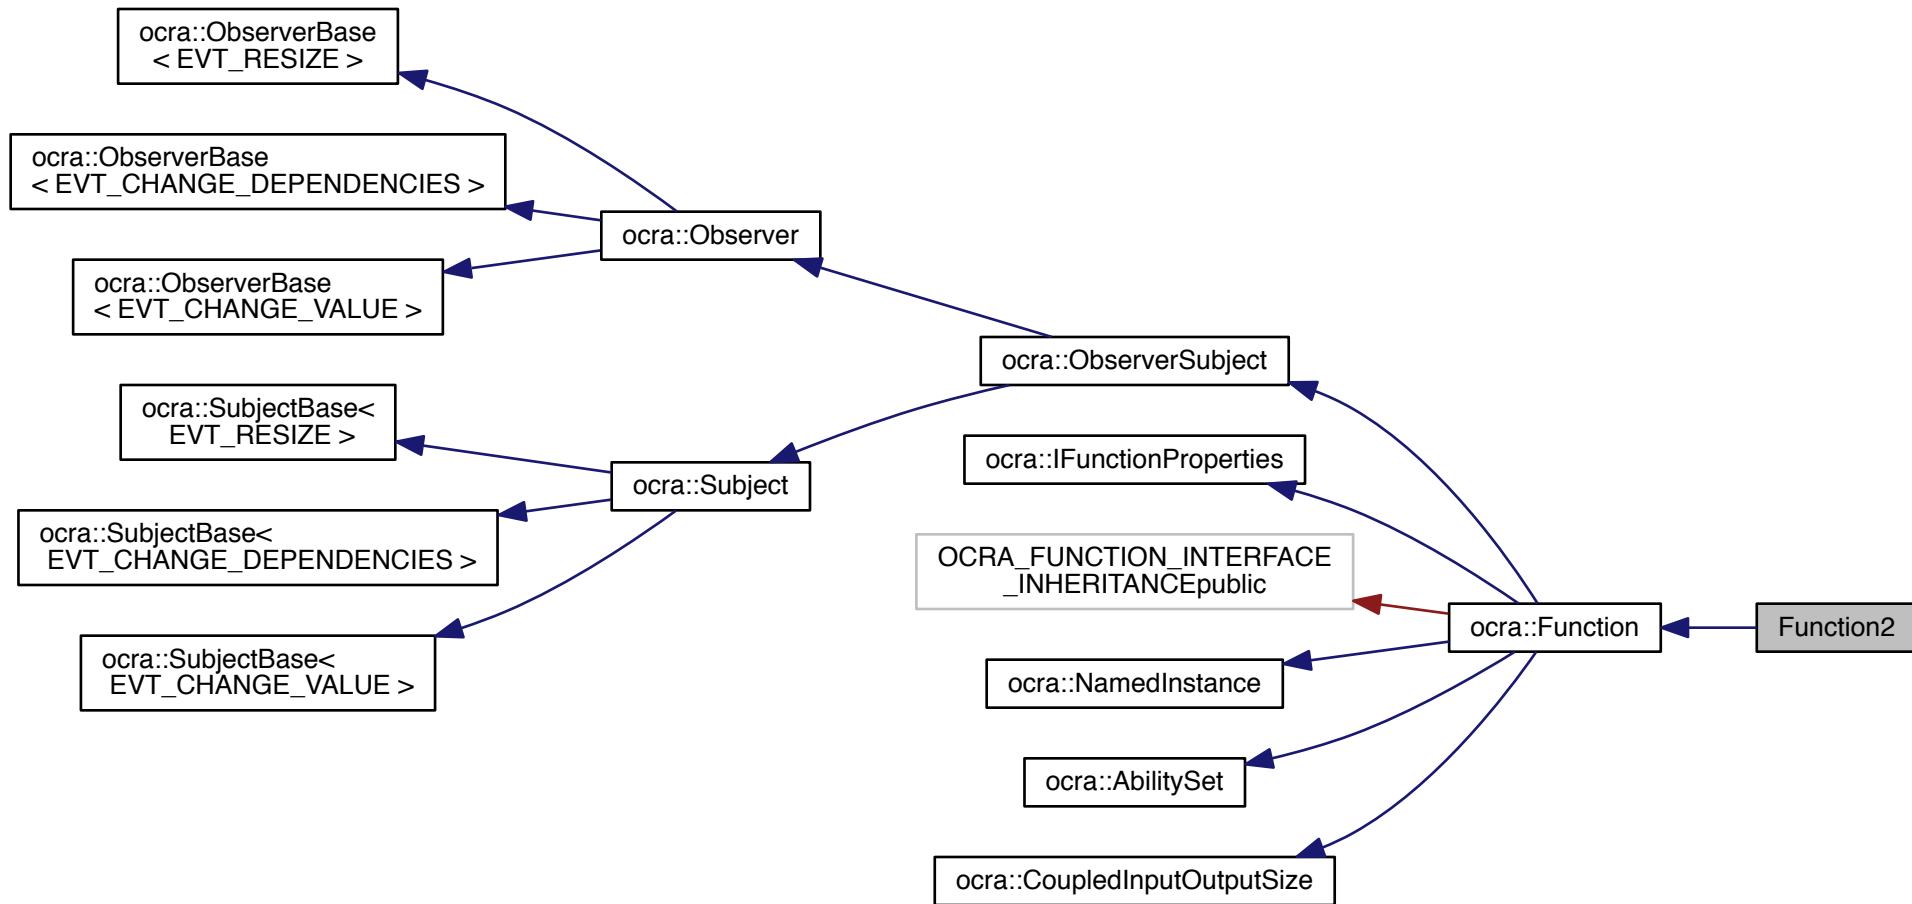 ocra::ObserverBase
< EVT_RESIZE >
ocra::ObserverBase
< EVT_CHANGE_DEPENDENCIES >
ocra::Observer
ocra::ObserverBase
< EVT_CHANGE_VALUE >
ocra::ObserverSubject
ocra::SubjectBase<
EVT_RESIZE >
ocra::IFunctionProperties
ocra::Subject
ocra::SubjectBase<
EVT_CHANGE_DEPENDENCIES >
OCRA_FUNCTION_INTERFACE
_INHERITANCEpublic
ocra::Function
Function2
ocra::SubjectBase<
EVT_CHANGE_VALUE >
ocra::NamedInstance
ocra::AbilitySet
ocra::CoupledInputOutputSize